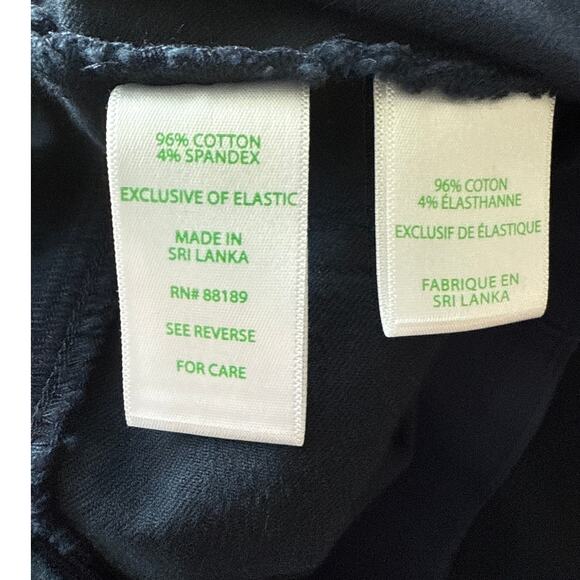 96% COTTON
4% SPANDEX
EXCLUSIVE OF ELASTIC
MADE IN
SRI LANKA
RN# 88189
SEE REVERSE
FOR CARE
96% COTON
4% ÉLASTHANNE
EXCLUSIF DE ÉLASTIQUE
FABRIQUE EN
SRI LANKA